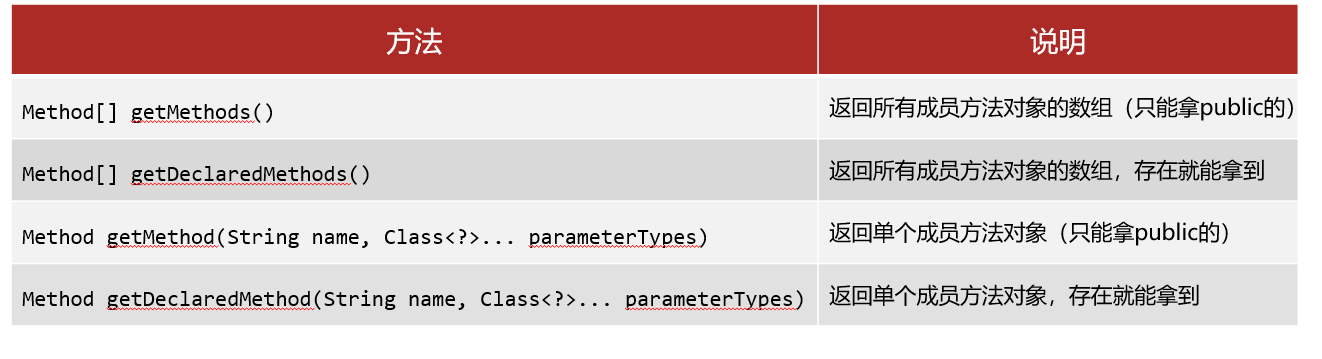 方法
说明
Method[] getMethods()
返回所有成员方法对象的数组（只能拿public的）
Method[] getDeclaredMethods()
返回所有成员方法对象的数组，存在就能拿到
Method getMethod(String name, Class<?>... parameterTypes)
返回单个成员方法对象（只能拿public的）
Method getDeclaredMethod(String name, Class<?>... parameterTypes)
返回单个成员方法对象，存在就能拿到